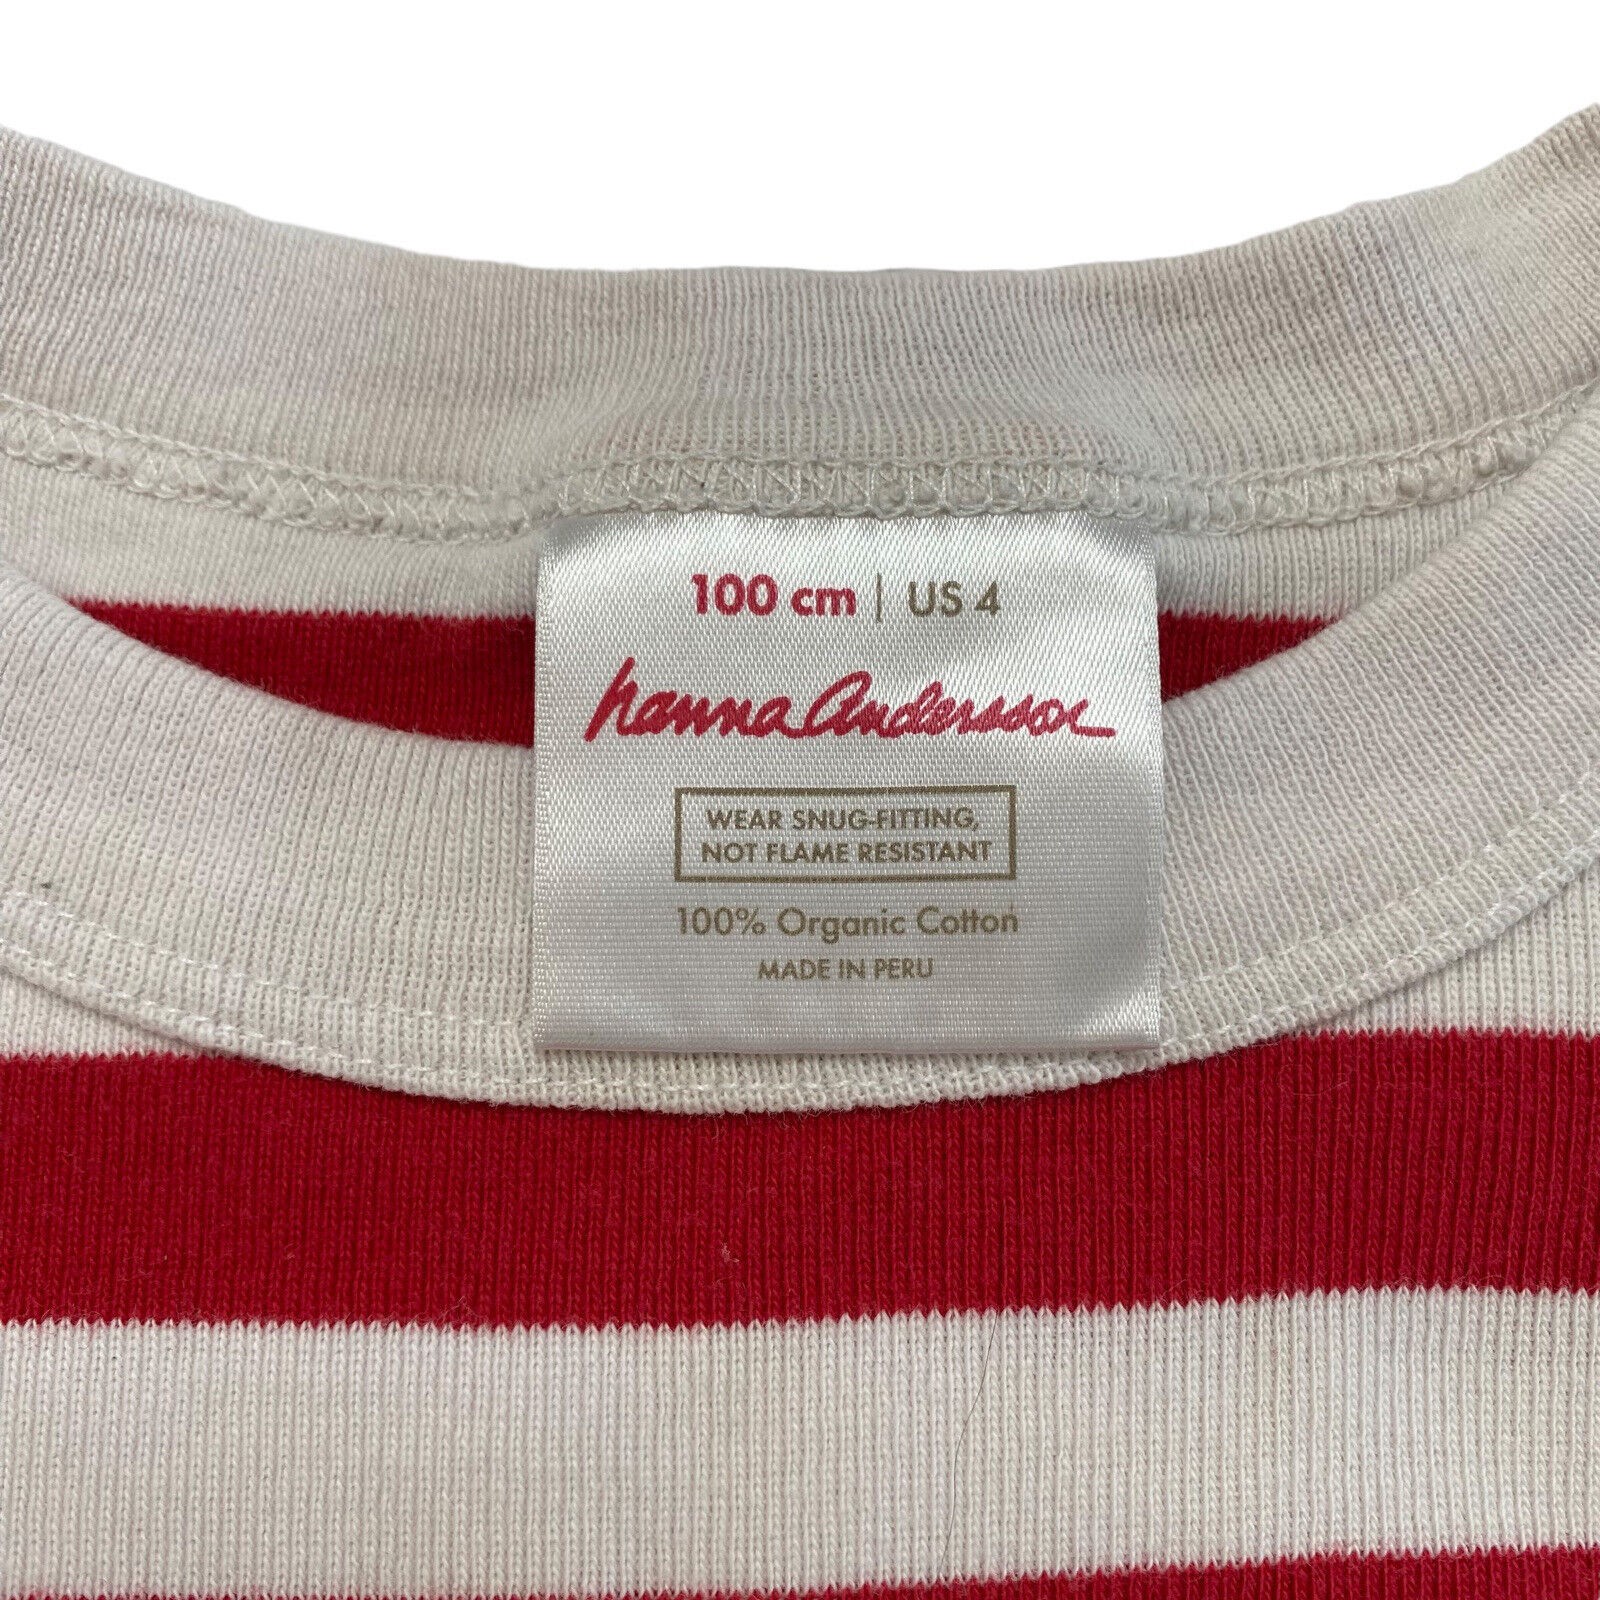 100 cm | US 4
hanna Andersson
WEAR SNUG-FITTING,
NOT FLAME RESISTANT
100% Organic Cotton
MADE IN PERU